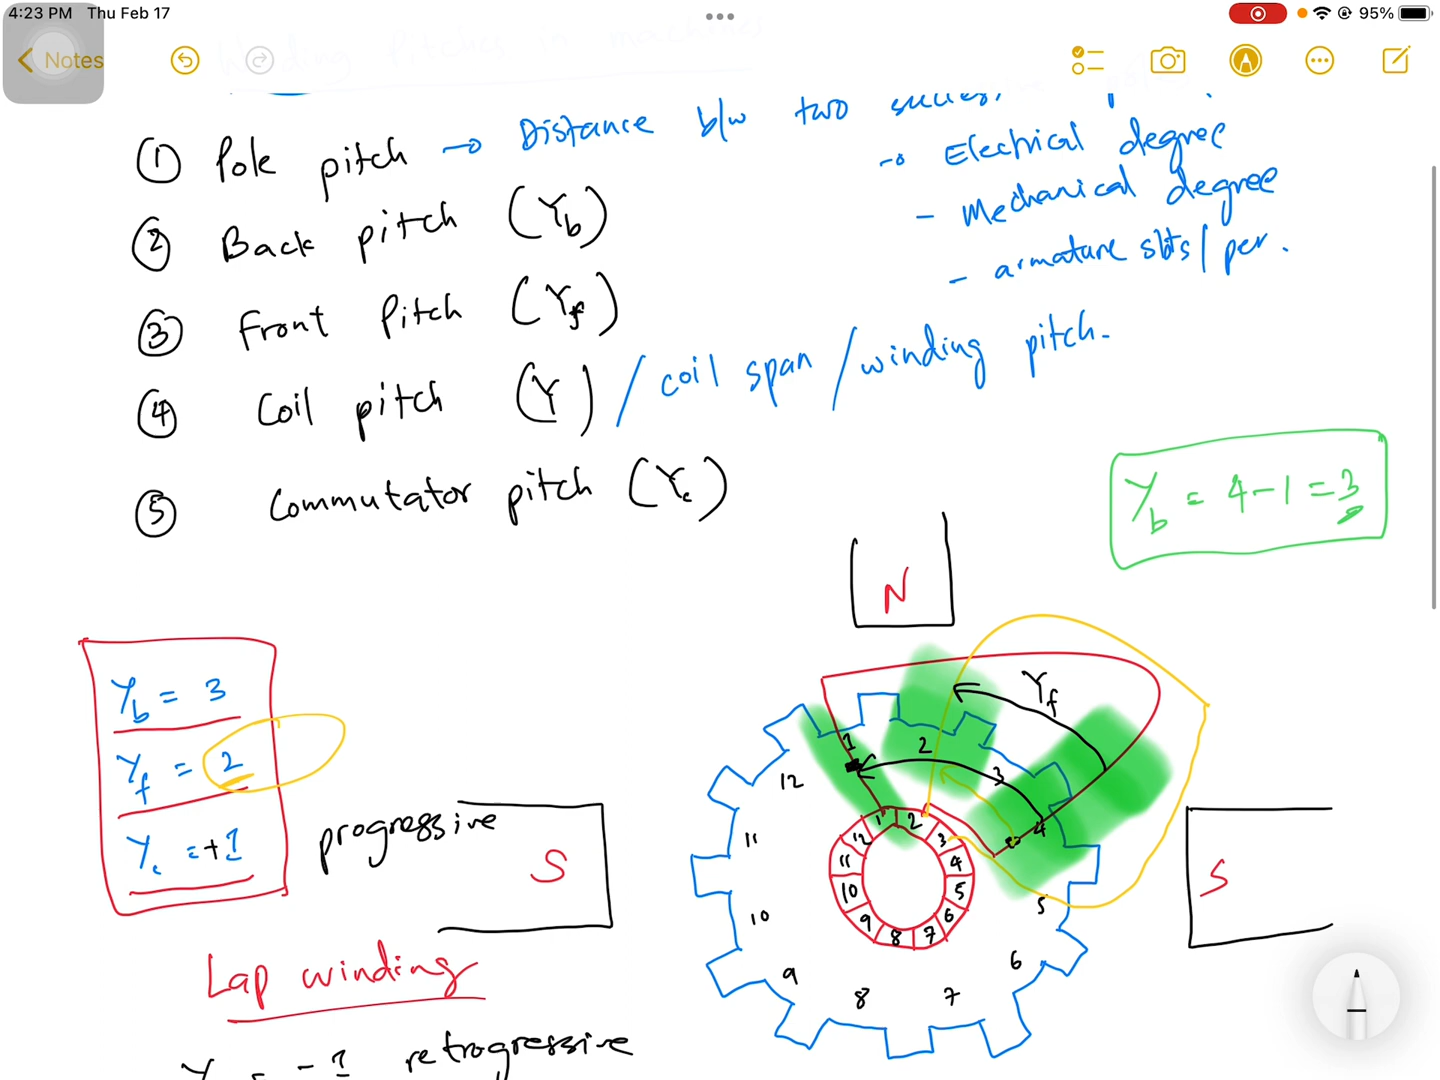 4:23 PM Thu Feb 17
95%
Notes
Winding Pitches in machines
① Pole pitch → Distance b/w two
→ Electrical degree
- Mechanical degree
- armature slots / per.
② Back pitch (Yb)
③ Front Pitch (Yf)
④ Coil pitch (Y) / coil span / winding pitch.
⑤ Commutator pitch (Yc)
Yb = 4-1 = 3
N
Yb = 3
Yf = 2
Yc = +1
progressive
S
Yf
1
2
3
4
5
6
7
8
9
10
11
12
1
2
3
4
5
6
7
8
9
10
11
12
S
Lap winding
retrogressive